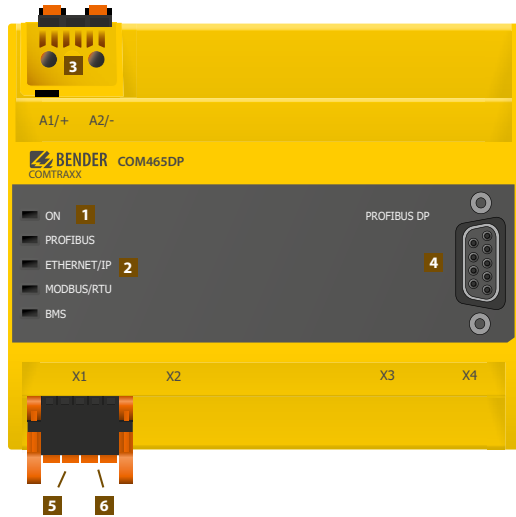 3
A1/+ A2/-
BENDER COM465DP
COMTRAXX
ON 1
PROFIBUS DP
PROFIBUS
ETHERNET/IP 2
4
MODBUS/RTU
BMS
X1 X2 X3 X4
5 6